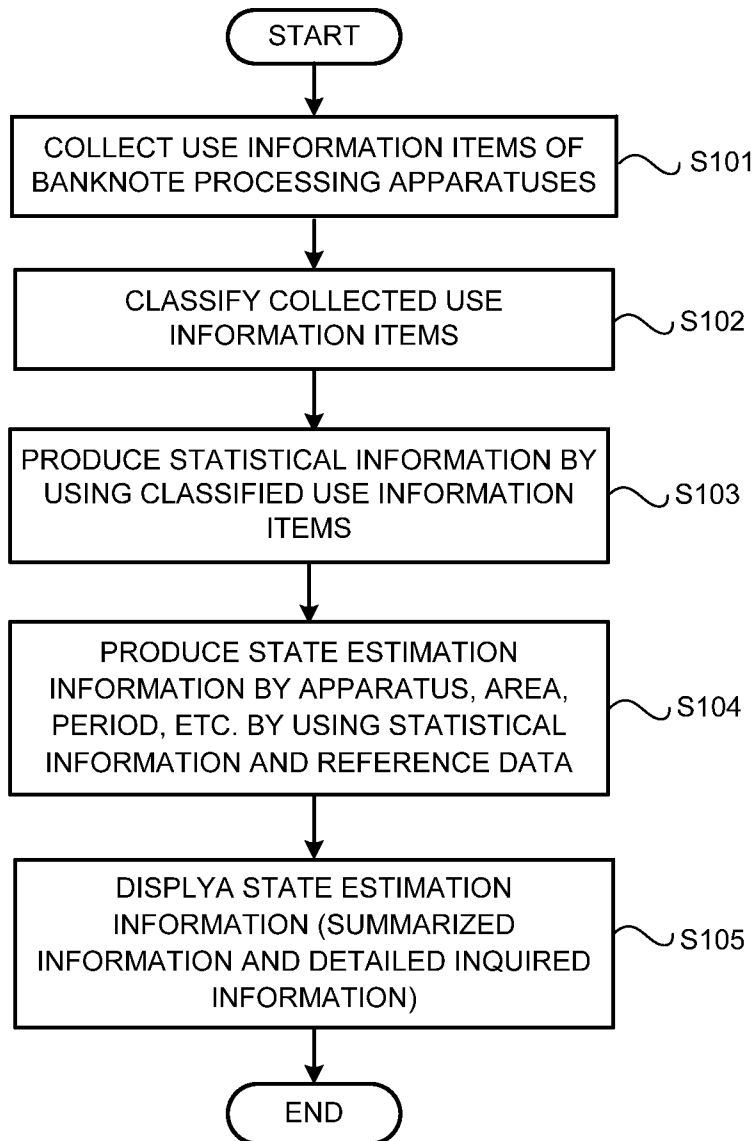 START
COLLECT USE INFORMATION ITEMS OF
BANKNOTE PROCESSING APPARATUSES
S101
CLASSIFY COLLECTED USE
INFORMATION ITEMS
S102
PRODUCE STATISTICAL INFORMATION BY
USING CLASSIFIED USE INFORMATION
ITEMS
S103
PRODUCE STATE ESTIMATION
INFORMATION BY APPARATUS, AREA,
PERIOD, ETC. BY USING STATISTICAL
INFORMATION AND REFERENCE DATA
S104
DISPLYA STATE ESTIMATION
INFORMATION (SUMMARIZED
INFORMATION AND DETAILED INQUIRED
INFORMATION)
S105
END